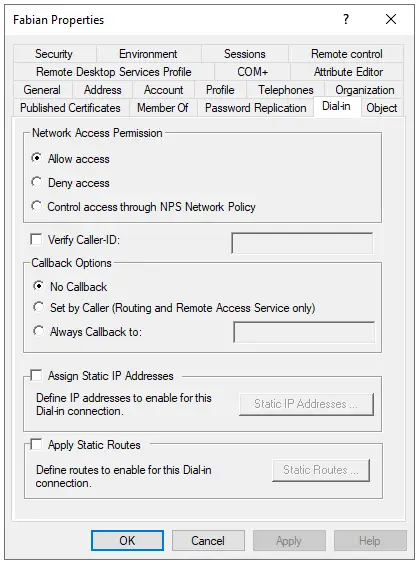 Fabian Properties
Security Environment Sessions Remote control
Remote Desktop Services Profile COM+ Attribute Editor
General Address Account Profile Telephones Organization
Published Certificates Member Of Password Replication Dial-in Object
Network Access Permission
Allow access
Deny access
Control access through NPS Network Policy
Verify Caller-ID:
Callback Options
No Callback
Set by Caller (Routing and Remote Access Service only)
Always Callback to:
Assign Static IP Addresses
Define IP addresses to enable for this
Dial-in connection.
Static IP Addresses ...
Apply Static Routes
Define routes to enable for this Dial-in
connection.
Static Routes ...
OK Cancel Apply Help